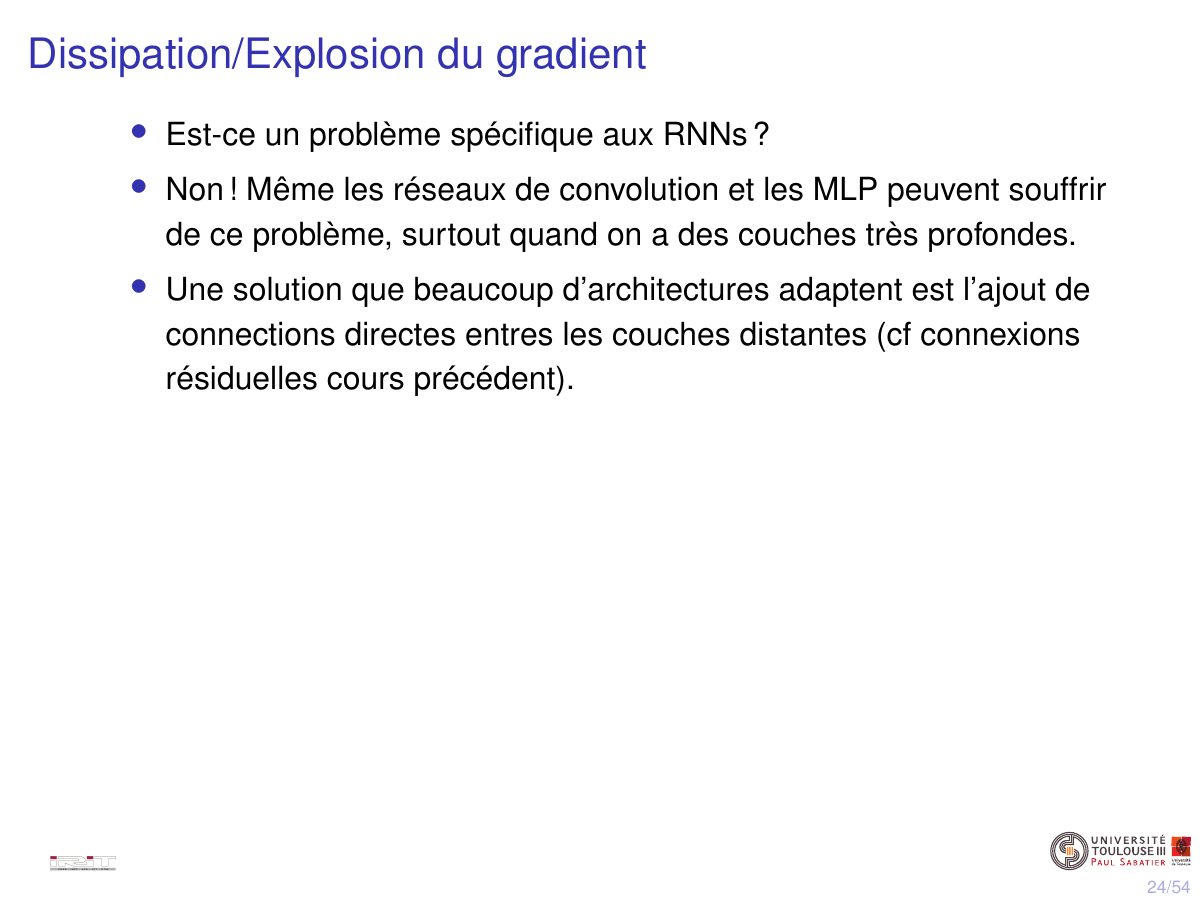 Dissipation/Explosion du gradient
Est-ce un problème spécifique aux RNNs ?
Non ! Même les réseaux de convolution et les MLP peuvent souffrir
de ce problème, surtout quand on a des couches très profondes.
Une solution que beaucoup d'architectures adaptent est l'ajout de
connections directes entres les couches distantes (cf connexions
résiduelles cours précédent).
IRIT
UNIVERSITÉ
TOULOUSE III
PAUL SABATIER
24/54